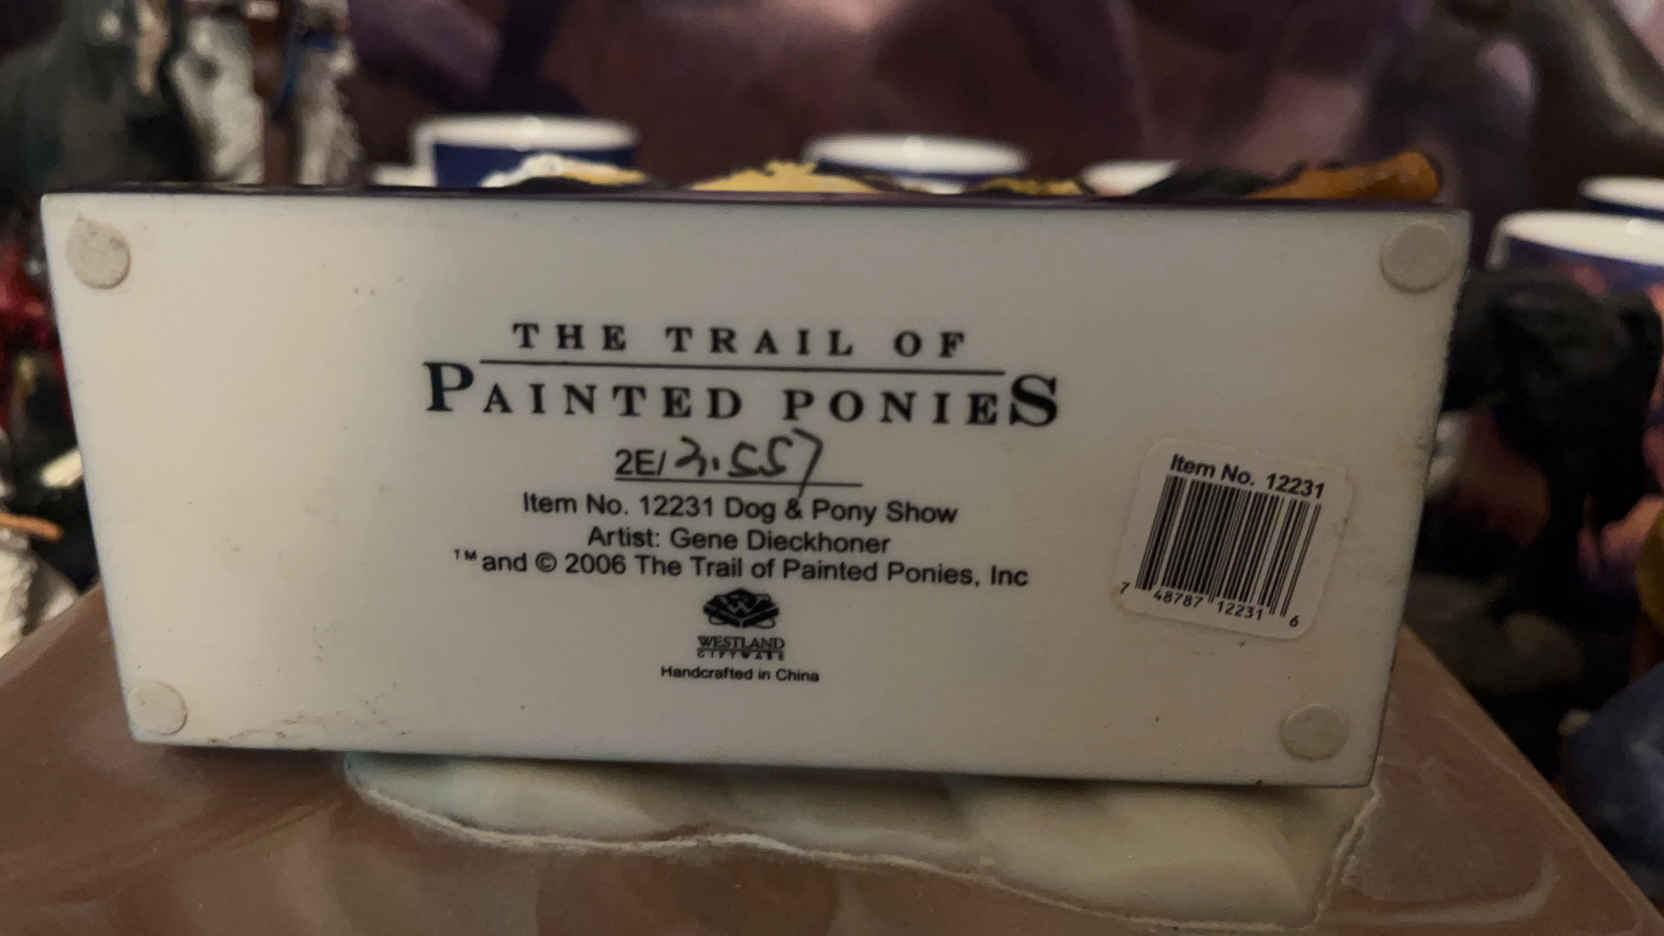 THE TRAIL OF
PAINTED PONIES
2E/3.557
Item No. 12231 Dog & Pony Show
Artist: Gene Dieckhoner
™ and © 2006 The Trail of Painted Ponies, Inc
WESTLAND
GIFTWARE
Handcrafted in China
Item No. 12231
7 48787 12231 6